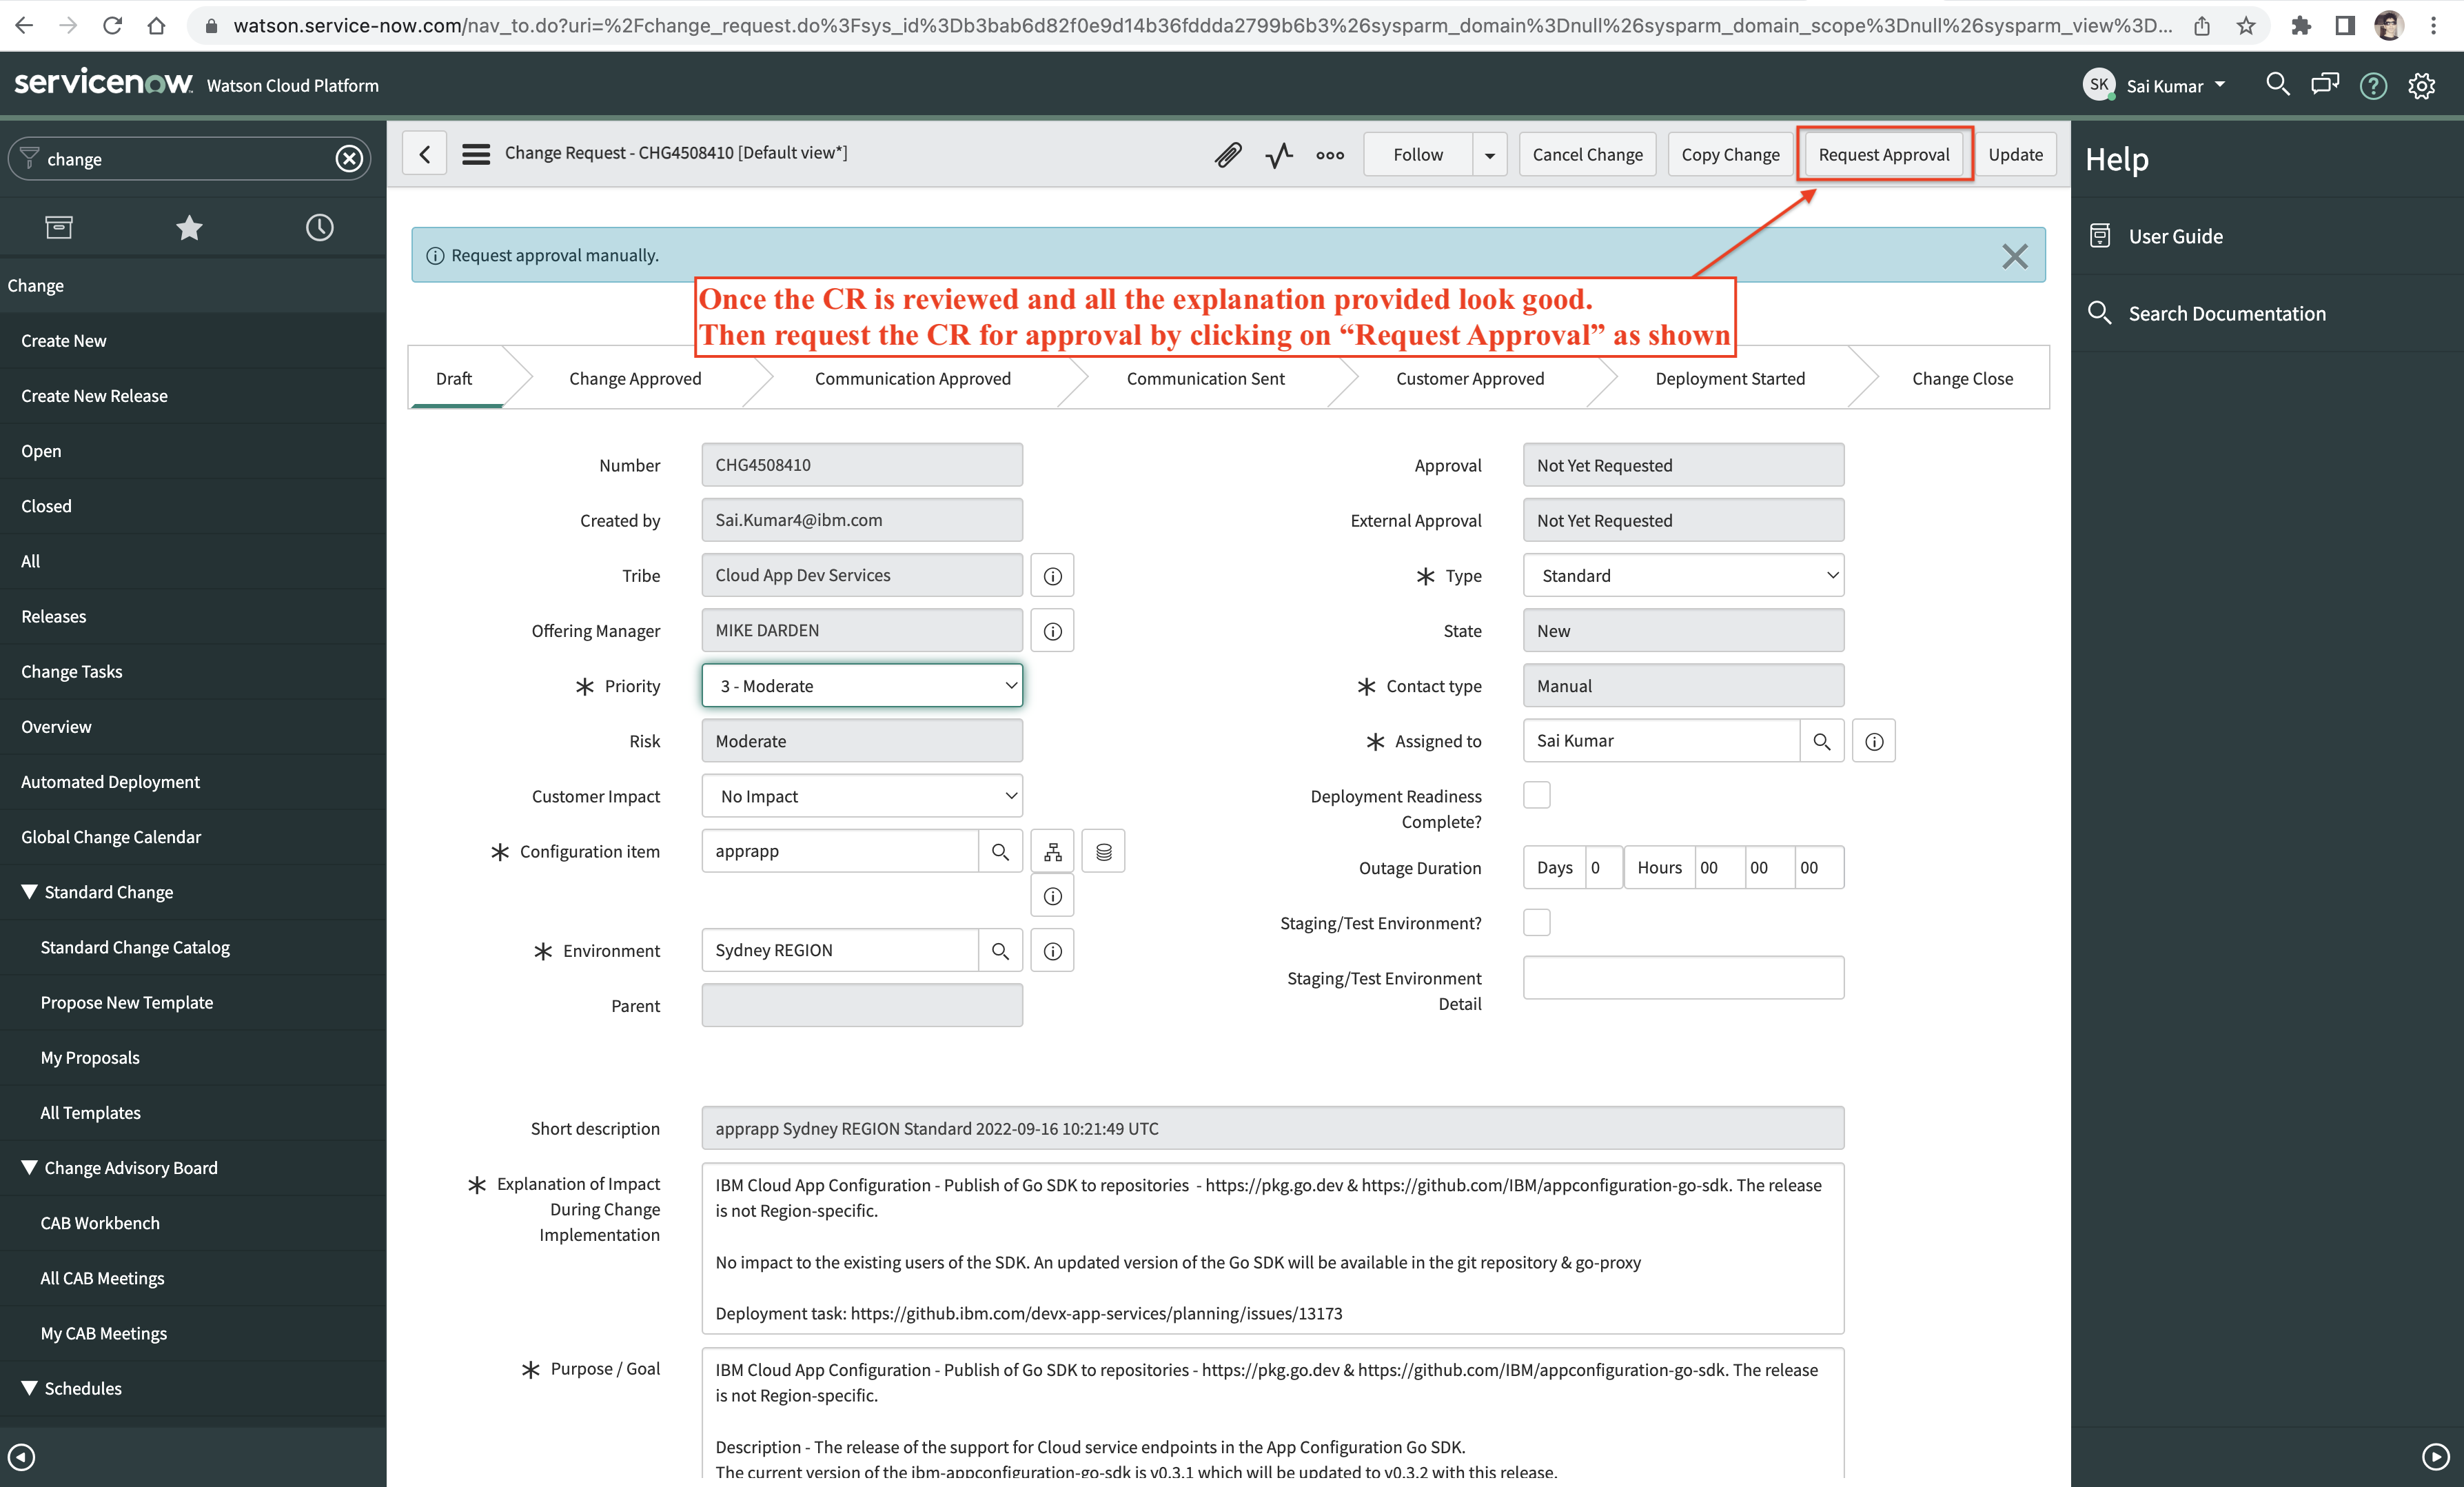 watson.service-now.com/nav_to.do?uri=%2Fchange_request.do%3Fsys_id%3Db3bab6d82f0e9d14b36fddda2799b6b3%26sysparm_domain%3Dnull%26sysparm_domain_scope%3Dnull%26sysparm_view%3D...
servicenow Watson Cloud Platform
SK Sai Kumar
change
Change
Create New
Create New Release
Open
Closed
All
Releases
Change Tasks
Overview
Automated Deployment
Global Change Calendar
Standard Change
Standard Change Catalog
Propose New Template
My Proposals
All Templates
Change Advisory Board
CAB Workbench
All CAB Meetings
My CAB Meetings
Schedules
Change Request - CHG4508410 [Default view*]
Follow
Cancel Change
Copy Change
Request Approval
Update
Request approval manually.
Once the CR is reviewed and all the explanation provided look good.
Then request the CR for approval by clicking on “Request Approval” as shown
Draft
Change Approved
Communication Approved
Communication Sent
Customer Approved
Deployment Started
Change Close
Number CHG4508410
Created by Sai.Kumar4@ibm.com
Tribe Cloud App Dev Services
Offering Manager MIKE DARDEN
Priority 3 - Moderate
Risk Moderate
Customer Impact No Impact
Configuration item apprapp
Environment Sydney REGION
Parent
Approval Not Yet Requested
External Approval Not Yet Requested
Type Standard
State New
Contact type Manual
Assigned to Sai Kumar
Deployment Readiness
Complete?
Outage Duration Days 0 Hours 00 00 00
Staging/Test Environment?
Staging/Test Environment
Detail
Short description apprapp Sydney REGION Standard 2022-09-16 10:21:49 UTC
Explanation of Impact
During Change
Implementation
IBM Cloud App Configuration - Publish of Go SDK to repositories - https://pkg.go.dev & https://github.com/IBM/appconfiguration-go-sdk. The release
is not Region-specific.
No impact to the existing users of the SDK. An updated version of the Go SDK will be available in the git repository & go-proxy
Deployment task: https://github.ibm.com/devx-app-services/planning/issues/13173
Purpose / Goal
IBM Cloud App Configuration - Publish of Go SDK to repositories - https://pkg.go.dev & https://github.com/IBM/appconfiguration-go-sdk. The release
is not Region-specific.
Description - The release of the support for Cloud service endpoints in the App Configuration Go SDK.
The current version of the ibm-appconfiguration-go-sdk is v0.3.1 which will be updated to v0.3.2 with this release.
Help
User Guide
Search Documentation